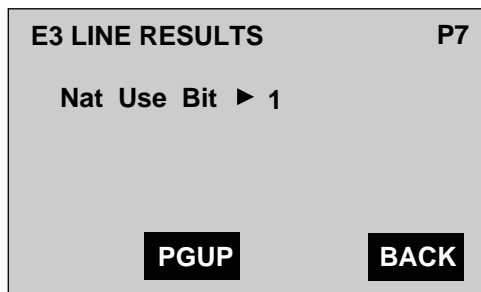 E3 LINE RESULTS P7
Nat Use Bit ► 1
PGUP BACK